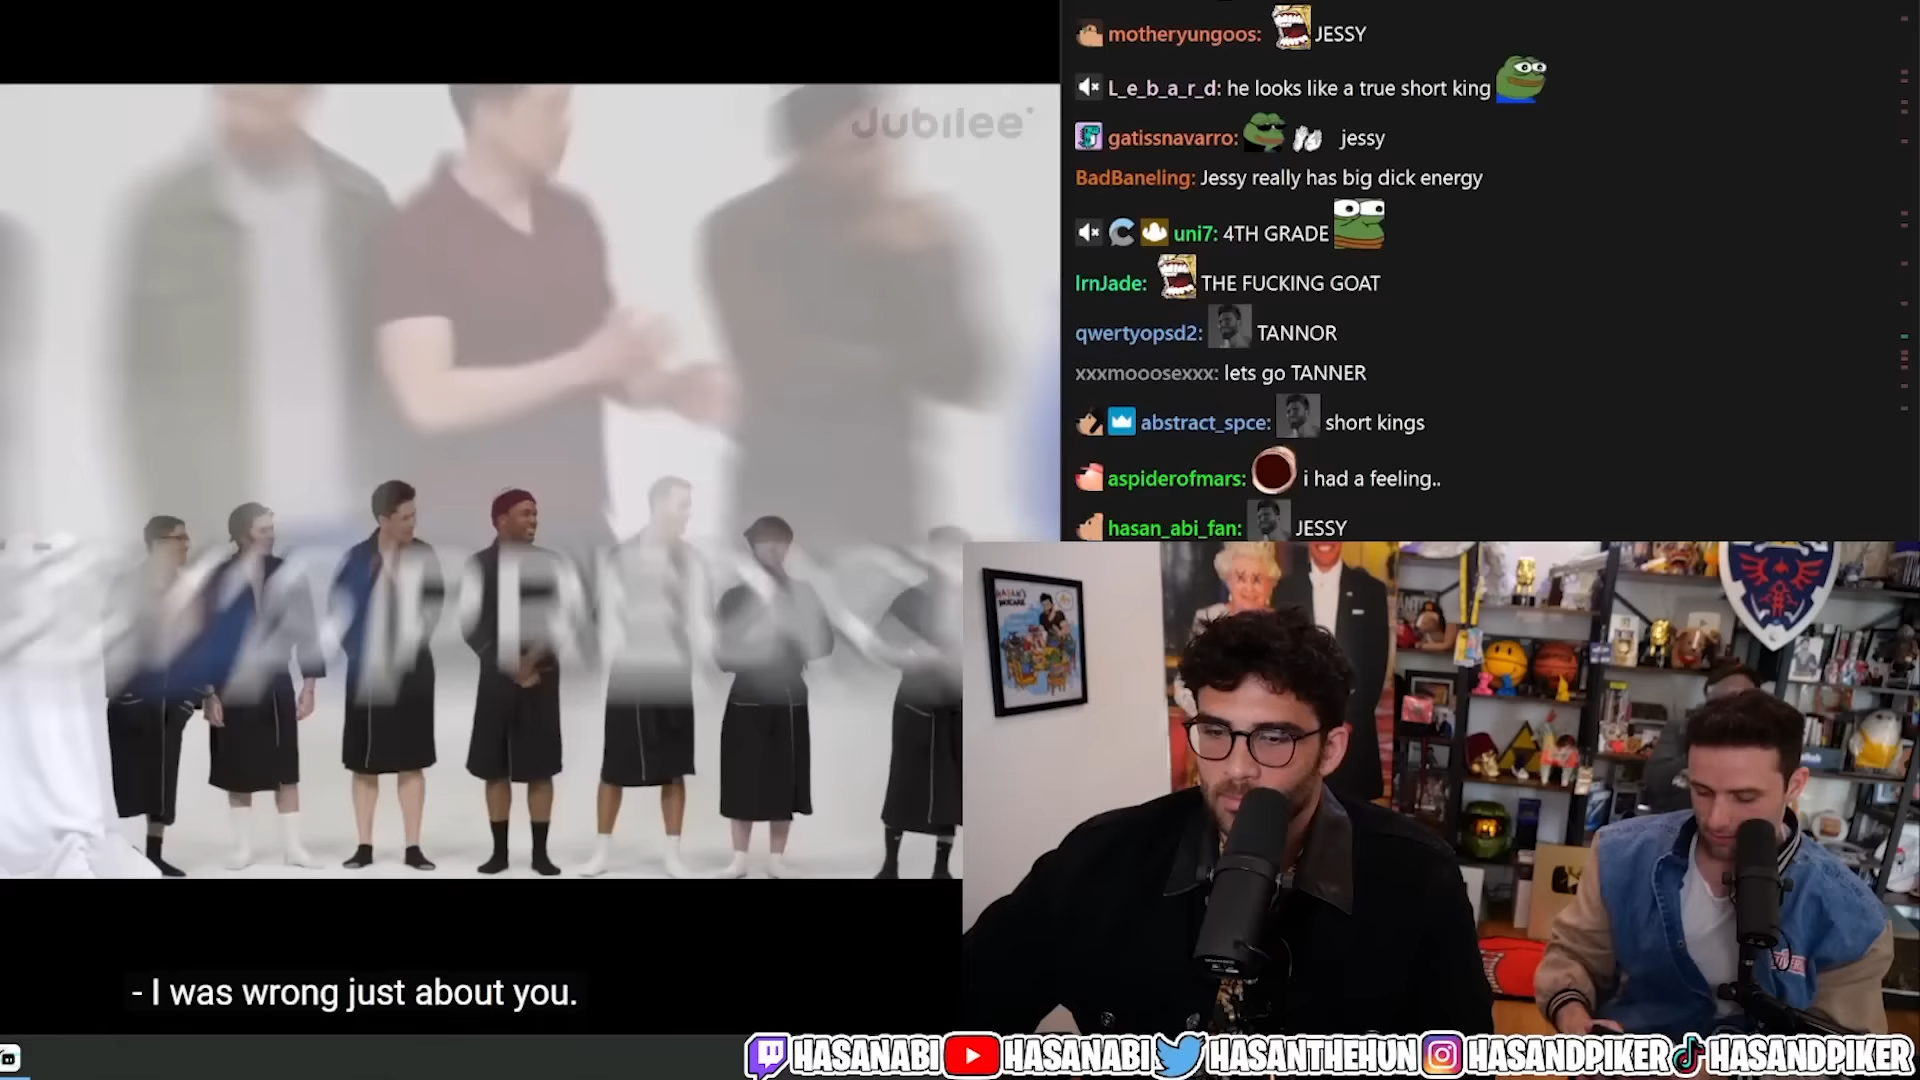 Jubilee
motheryungoos: JESSY
L_e_b_a_r_d: he looks like a true short king
gatissnavarro: jessy
BadBaneling: Jessy really has big dick energy
uni7: 4TH GRADE
lrnJade: THE FUCKING GOAT
qwertyopsd2: TANNOR
xxxmooosexxx: lets go TANNER
abstract_spce: short kings
aspiderofmars: i had a feeling..
hasan_abi_fan: JESSY
- I was wrong just about you.
HASANABI HASANABI HASANTHEHUN HASANDPIKER HASANDPIKER